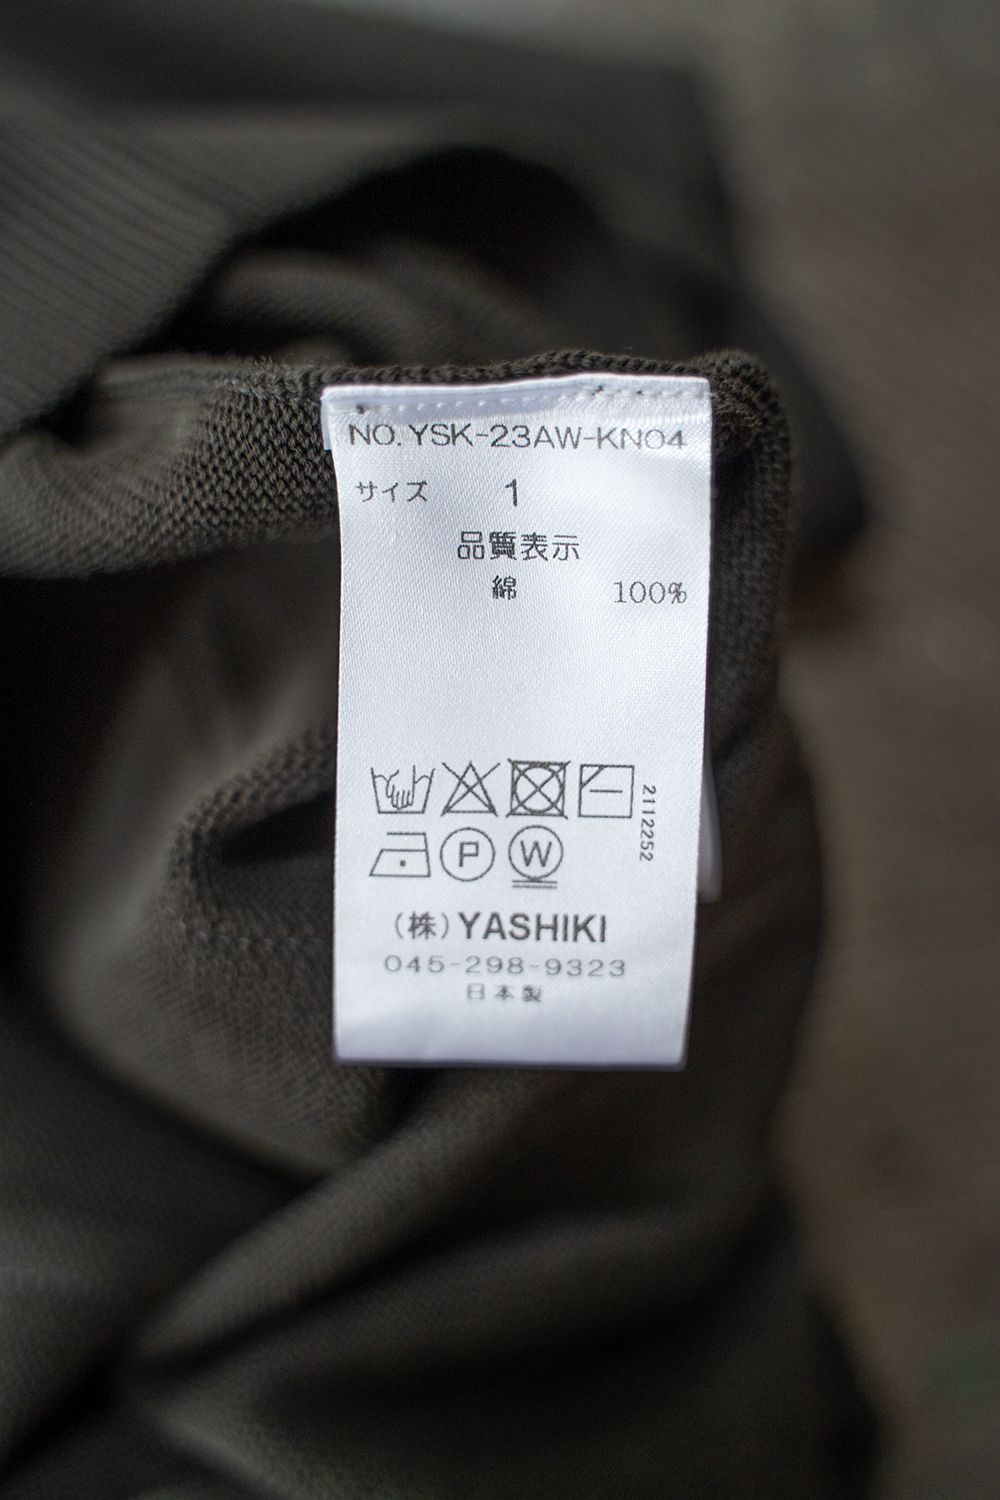 NO. YSK-23AW-KN04
サイズ 1
品質表示
綿 100%
2112252
P W
(株) YASHIKI
045-298-9323
日本製